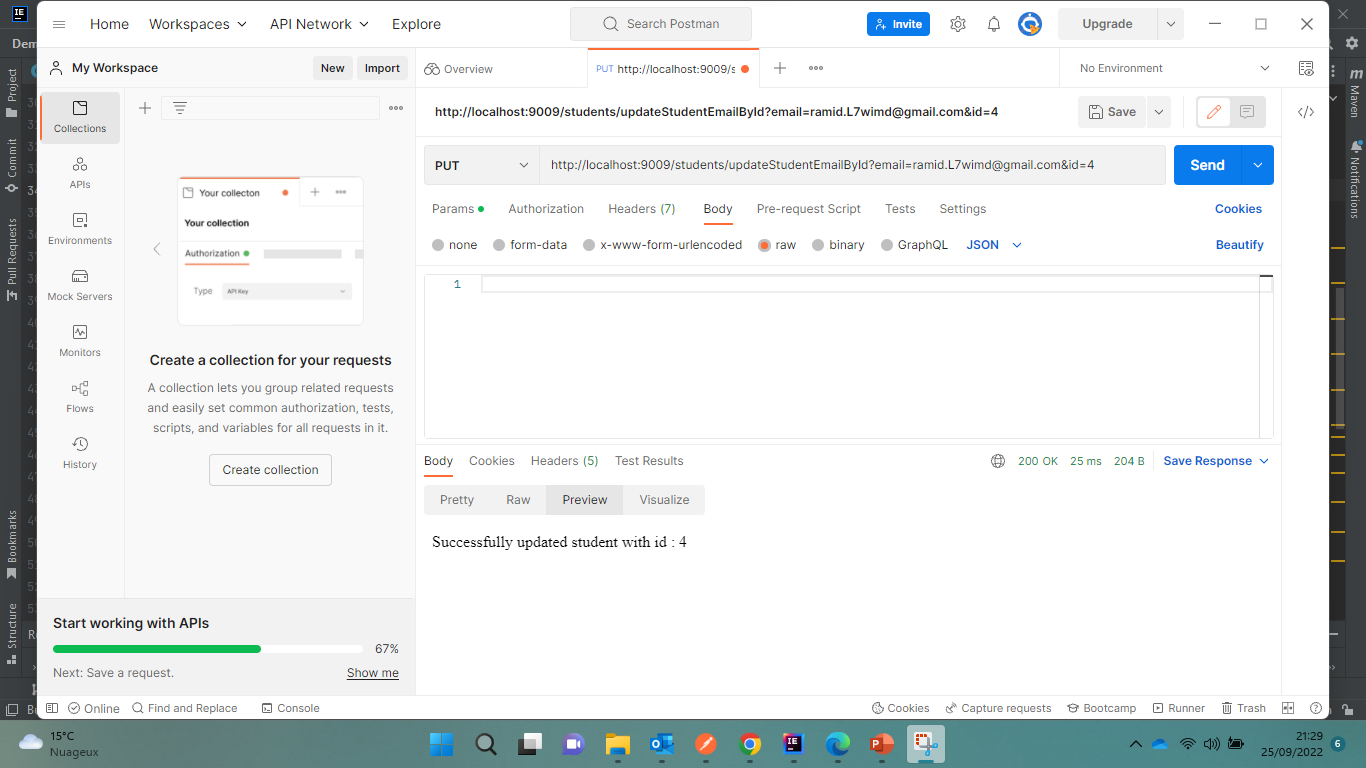 Home Workspaces API Network Explore Search Postman Invite Upgrade
My Workspace New Import Overview PUT http://localhost:9009/s No Environment
Collections
APIs
Environments
Mock Servers
Monitors
Flows
History
Your collecton
Your collection
Authorization
Type API Key
Create a collection for your requests
A collection lets you group related requests
and easily set common authorization, tests,
scripts, and variables for all requests in it.
Create collection
Start working with APIs
67%
Next: Save a request. Show me
http://localhost:9009/students/updateStudentEmailById?email=ramid.L7wimd@gmail.com&id=4 Save
PUT http://localhost:9009/students/updateStudentEmailById?email=ramid.L7wimd@gmail.com&id=4 Send
Params Authorization Headers (7) Body Pre-request Script Tests Settings Cookies
none form-data x-www-form-urlencoded raw binary GraphQL JSON Beautify
1
Body Cookies Headers (5) Test Results 200 OK 25 ms 204 B Save Response
Pretty Raw Preview Visualize
Successfully updated student with id : 4
Online Find and Replace Console Cookies Capture requests Bootcamp Runner Trash
Project
Commit
Pull Requests
Bookmarks
Structure
Maven
Notifications
15°C
Nuageux
21:29
25/09/2022
6